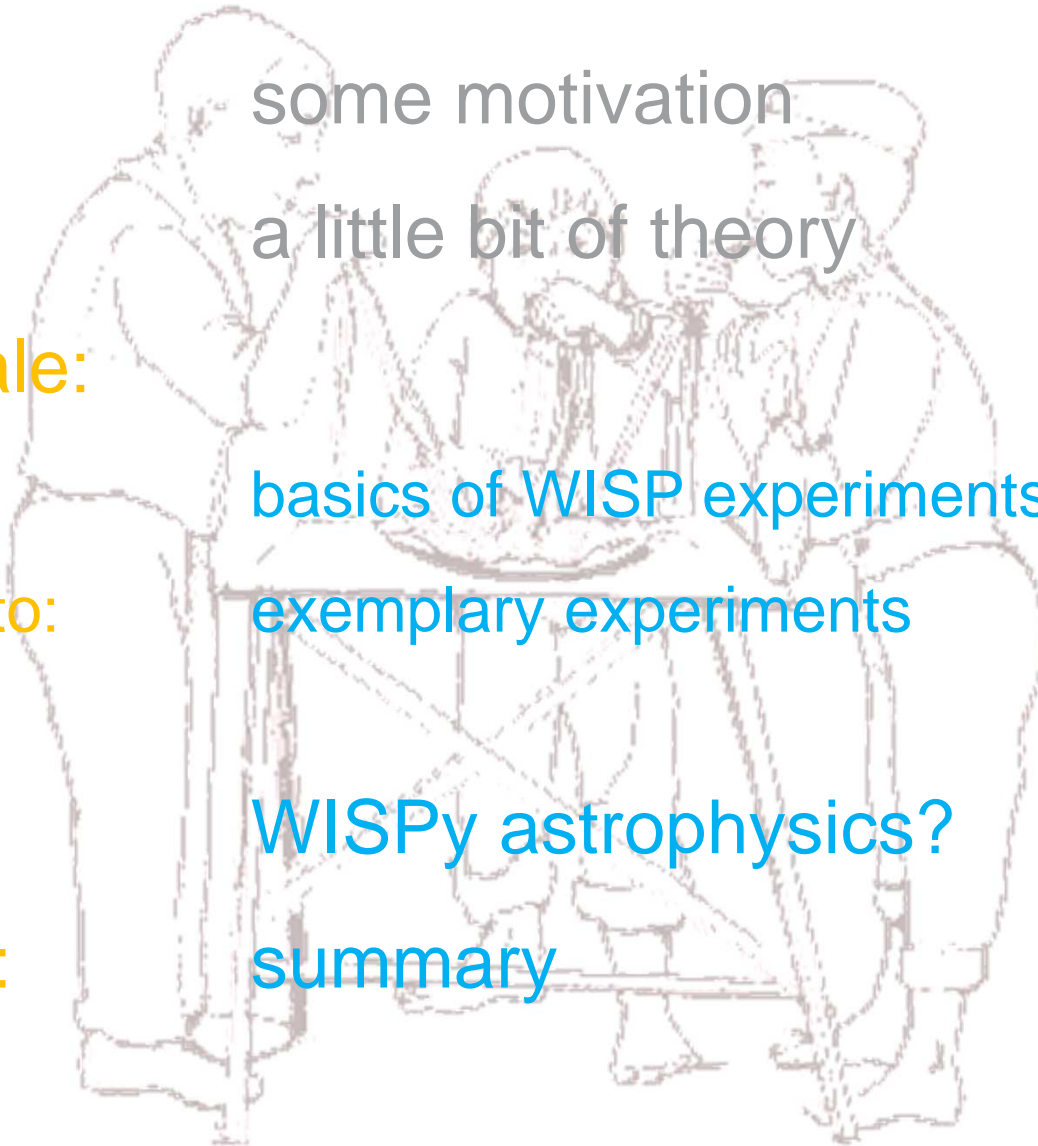 some motivation
a little bit of theory
ale:
basics of WISP experiments
to: exemplary experiments
WISPy astrophysics?
: summary